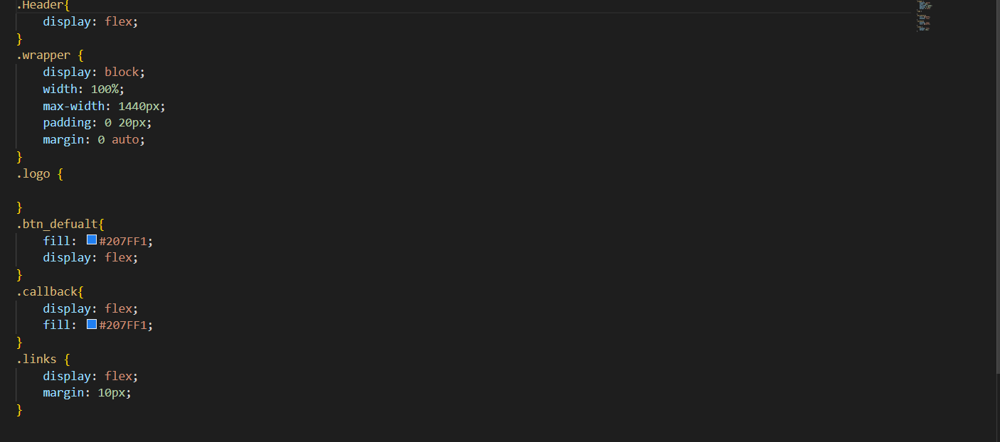 .Header{
    display: flex;
}
.wrapper {
    display: block;
    width: 100%;
    max-width: 1440px;
    padding: 0 20px;
    margin: 0 auto;
}
.logo {

}
.btn_defualt{
    fill: #207FF1;
    display: flex;
}
.callback{
    display: flex;
    fill: #207FF1;
}
.links {
    display: flex;
    margin: 10px;
}